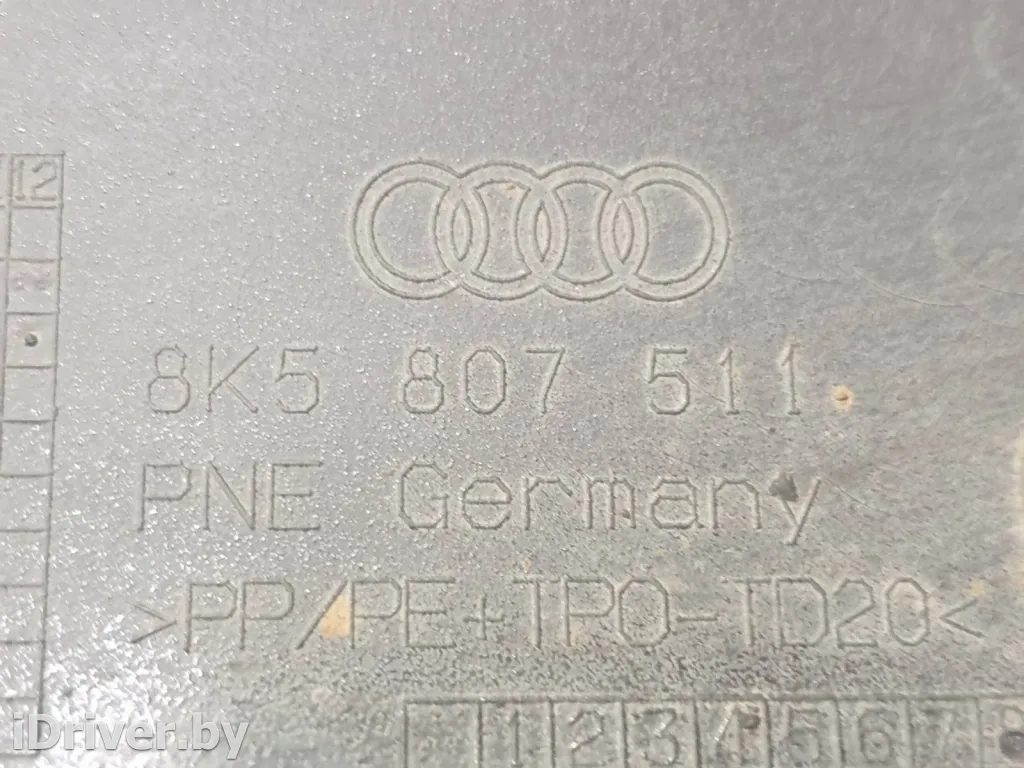 12
8K5 807 511
PNE Germany
>PP/PE+TPO-TD20<
1 2 3 4 5 6 7 8
iDriver.by